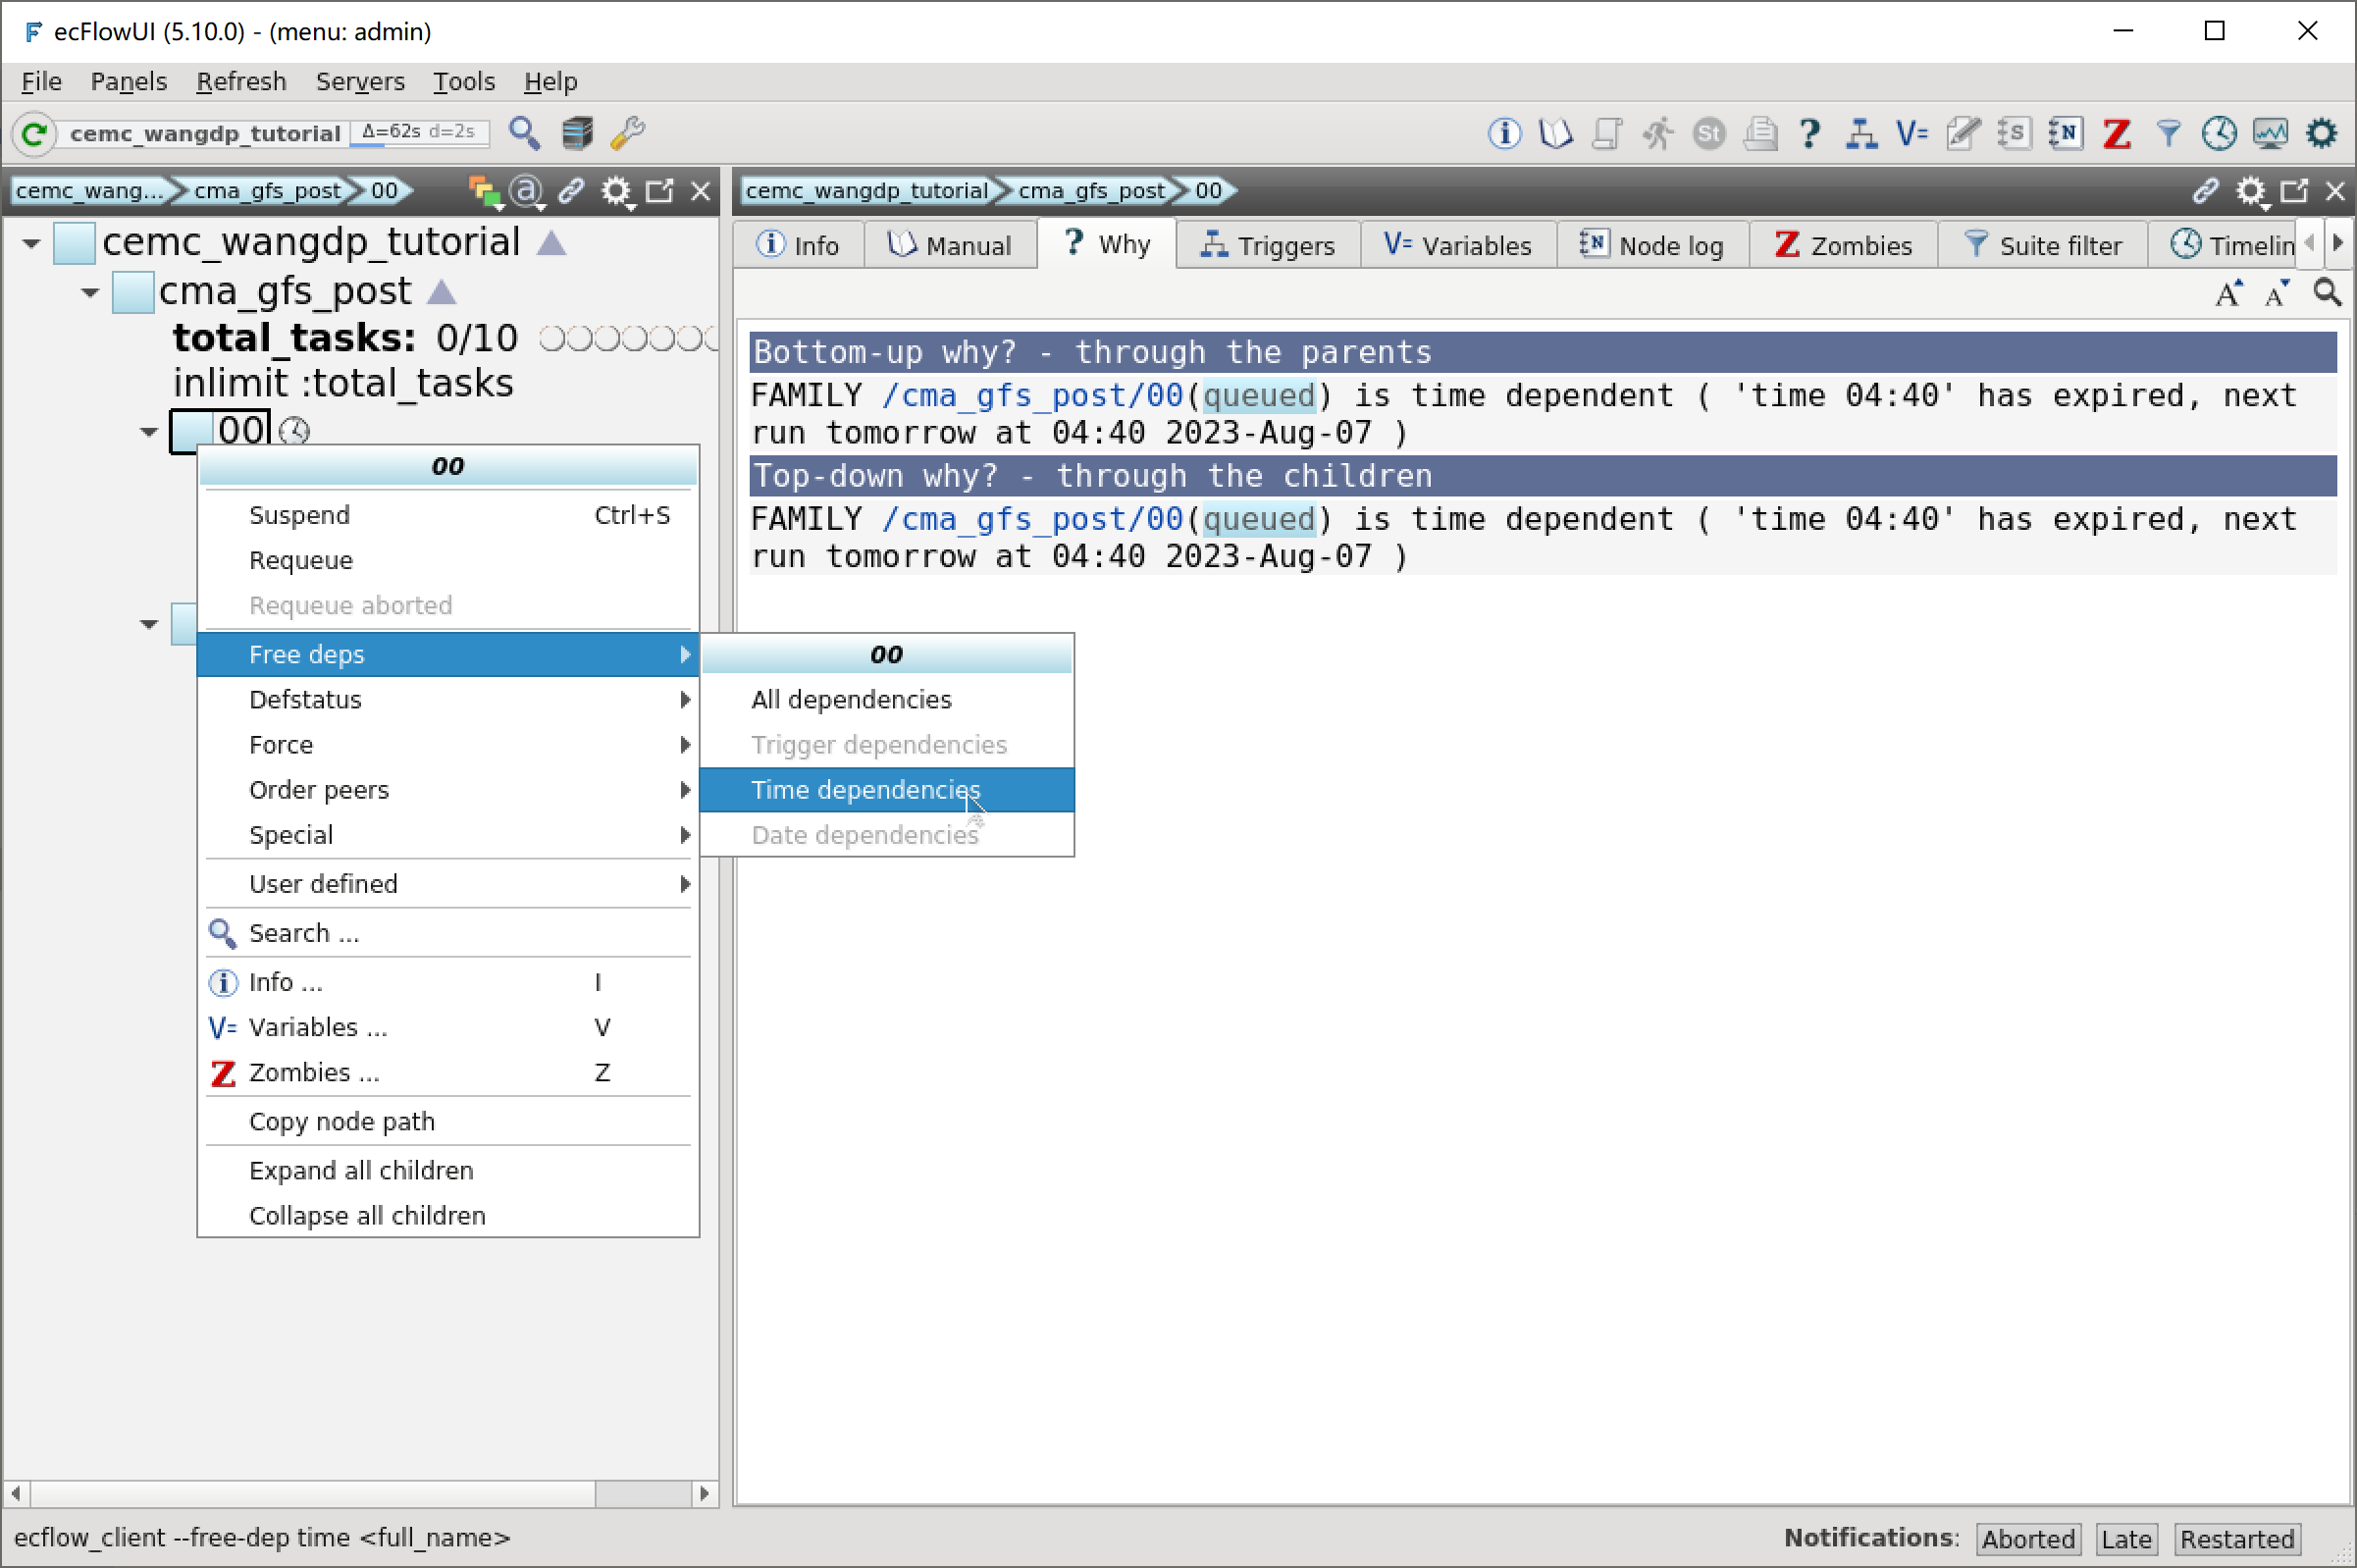 ecFlowUI (5.10.0) - (menu: admin)
File Panels Refresh Servers Tools Help
cemc_wangdp_tutorial Δ=62s d=2s
St ? V= S N Z
cemc_wang... cma_gfs_post 00
@
cemc_wangdp_tutorial cma_gfs_post 00
Info Manual ? Why Triggers V= Variables N Node log Z Zombies Suite filter Timelin
cemc_wangdp_tutorial
cma_gfs_post
total_tasks: 0/10
inlimit :total_tasks
00
A A
Bottom-up why? - through the parents
FAMILY /cma_gfs_post/00(queued) is time dependent ( 'time 04:40' has expired, next
run tomorrow at 04:40 2023-Aug-07 )
Top-down why? - through the children
FAMILY /cma_gfs_post/00(queued) is time dependent ( 'time 04:40' has expired, next
run tomorrow at 04:40 2023-Aug-07 )
00
Suspend Ctrl+S
Requeue
Requeue aborted
Free deps
Defstatus
Force
Order peers
Special
User defined
Search ...
Info ... I
V= Variables ... V
Z Zombies ... Z
Copy node path
Expand all children
Collapse all children
00
All dependencies
Trigger dependencies
Time dependencies
Date dependencies
ecflow_client --free-dep time <full_name>
Notifications: Aborted Late Restarted